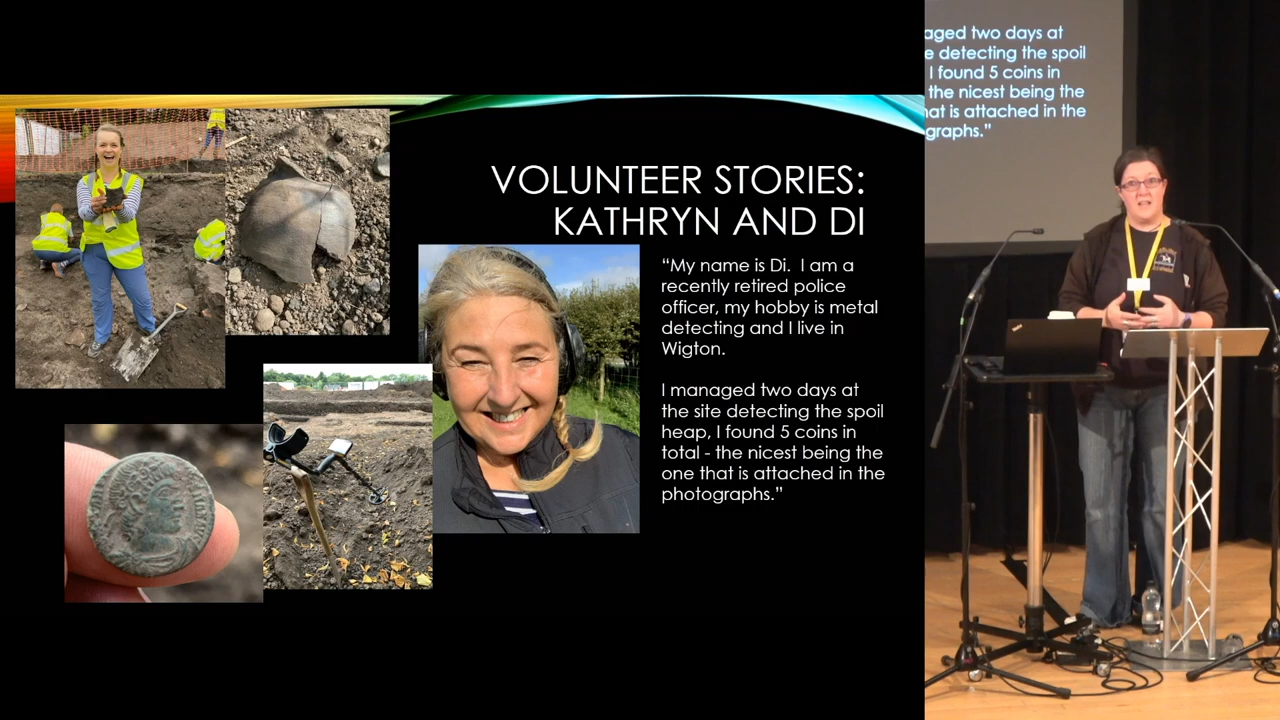 VOLUNTEER STORIES:
KATHRYN AND DI
“My name is Di.  I am a
recently retired police
officer, my hobby is metal
detecting and I live in
Wigton.
I managed two days at
the site detecting the spoil
heap, I found 5 coins in
total - the nicest being the
one that is attached in the
photographs.”
aged two days at
e detecting the spoil
I found 5 coins in
the nicest being the
hat is attached in the
graphs.”